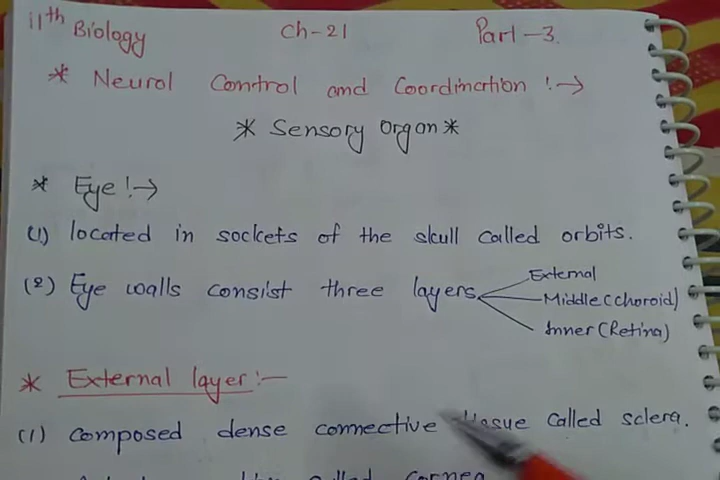 11th Biology Ch-21 Part-3.
* Neural Control and Coordination :→
* Sensory Organ *
* Eye :→
(1) located in sockets of the skull called orbits.
(2) Eye walls consist three layers
External
Middle (choroid)
Inner (Retina)
* External layer :-
(1) composed dense connective tissue called sclera.
called cornea